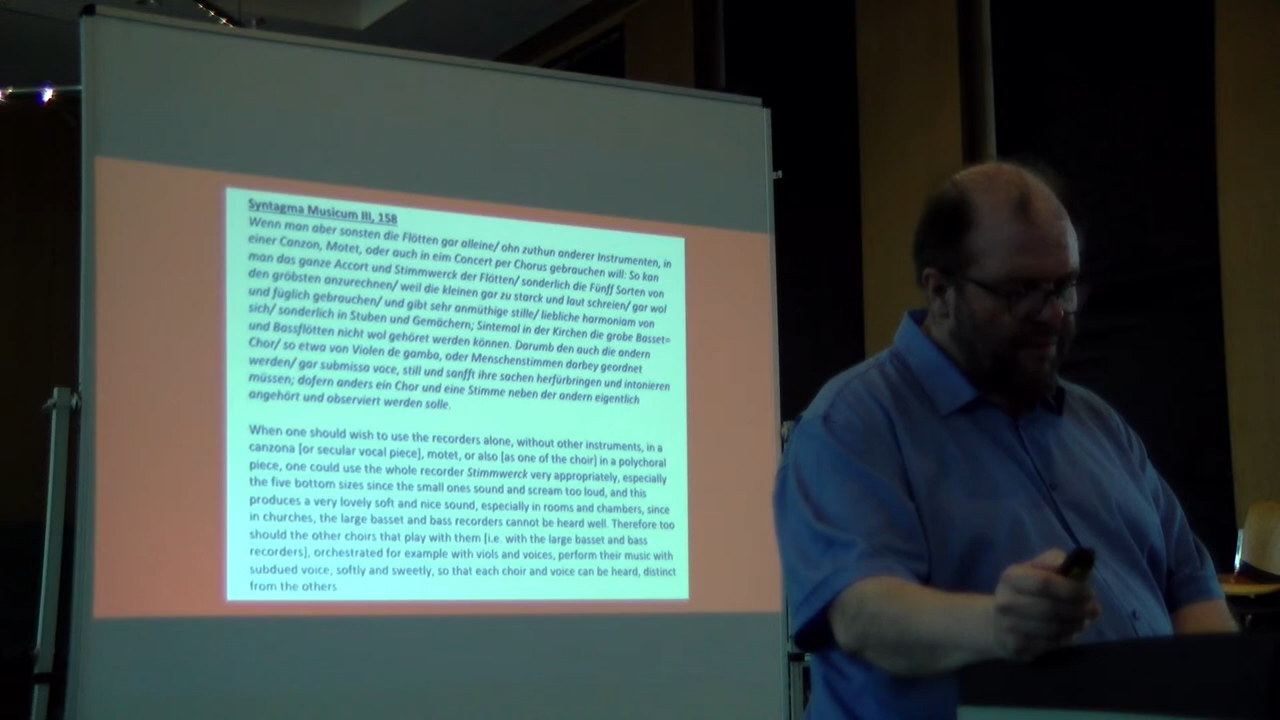 Syntagma Musicum III, 158
Wenn man aber sonsten die Flötten gar alleine/ ohn zuthun anderer Instrumenten, in
einer Canzon, Motet, oder auch in eim Concert per Chorus gebrauchen will: So kan
man das ganze Accort und Stimmwerck der Flötten/ sonderlich die Fünff Sorten von
den gröbsten anzurechnen/ weil die kleinen gar zu starck und laut schreien/ gar wol
und füglich gebrauchen/ und gibt sehr anmüthige stille/ liebliche harmoniam von
sich/ sonderlich in Stuben und Gemächern; Sintemal in der Kirchen die grobe Basset=
und Bassflötten nicht wol gehöret werden können. Darumb den auch die andern
Chor/ so etwa von Violen de gamba, oder Menschenstimmen darbey geordnet
werden/ gar submissa voce, still und sanfft ihre sachen herfürbringen und intonieren
müssen; dofern anders ein Chor und eine Stimme neben der andern eigentlich
angehört und observiert werden solle.
When one should wish to use the recorders alone, without other instruments, in a
canzona [or secular vocal piece], motet, or also [as one of the choir] in a polychoral
piece, one could use the whole recorder Stimmwerck very appropriately, especially
the five bottom sizes since the small ones sound and scream too loud, and this
produces a very lovely soft and nice sound, especially in rooms and chambers, since
in churches, the large basset and bass recorders cannot be heard well. Therefore too
should the other choirs that play with them [i.e. with the large basset and bass
recorders], orchestrated for example with viols and voices, perform their music with
subdued voice, softly and sweetly, so that each choir and voice can be heard, distinct
from the others